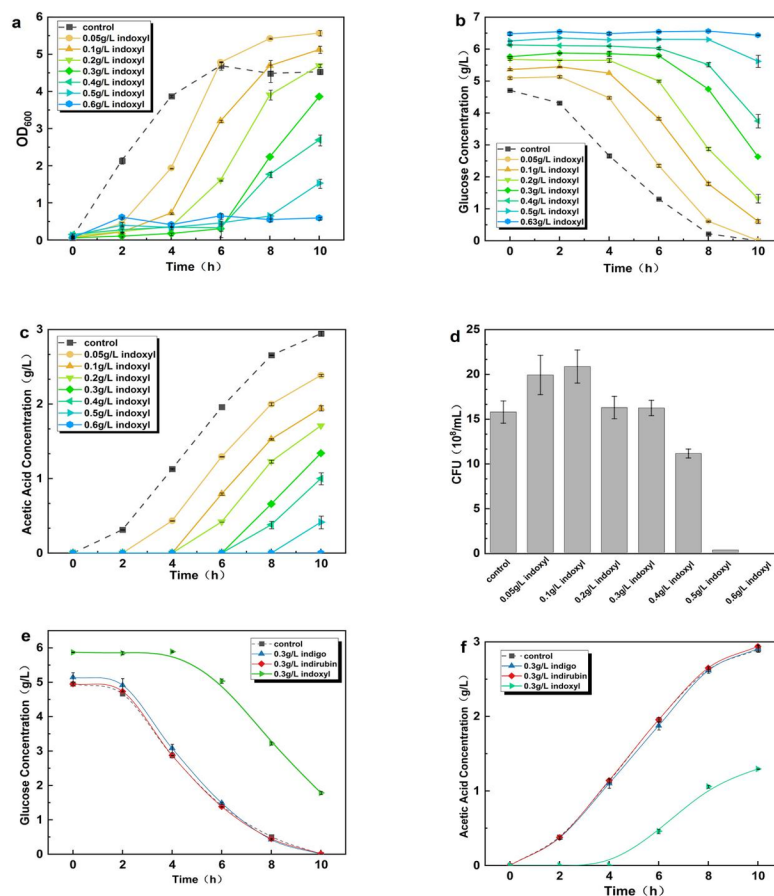 a
control
0.05g/L indoxyl
0.1g/L indoxyl
0.2g/L indoxyl
0.3g/L indoxyl
0.4g/L indoxyl
0.5g/L indoxyl
0.6g/L indoxyl
OD600
6
5
4
3
2
1
0
0 2 4 6 8 10
Time（h）
b
Glucose Concentration (g/L)
7
6
5
4
3
2
1
0
control
0.05g/L indoxyl
0.1g/L indoxyl
0.2g/L indoxyl
0.3g/L indoxyl
0.4g/L indoxyl
0.5g/L indoxyl
0.63g/L indoxyl
0 2 4 6 8 10
Time（h）
c
control
0.05g/L indoxyl
0.1g/L indoxyl
0.2g/L indoxyl
0.3g/L indoxyl
0.4g/L indoxyl
0.5g/L indoxyl
0.6g/L indoxyl
Acetic Acid Concentration (g/L)
3
2
1
0
0 2 4 6 8 10
Time（h）
d
CFU (10⁸/mL)
25
20
15
10
5
0
control
0.05g/L indoxyl
0.1g/L indoxyl
0.2g/L indoxyl
0.3g/L indoxyl
0.4g/L indoxyl
0.5g/L indoxyl
0.6g/L indoxyl
e
control
0.3g/L indigo
0.3g/L indirubin
0.3g/L indoxyl
Glucose Concentration (g/L)
6
5
4
3
2
1
0
0 2 4 6 8 10
Time（h）
f
control
0.3g/L indigo
0.3g/L indirubin
0.3g/L indoxyl
Acetic Acid Concentration (g/L)
3
2
1
0
0 2 4 6 8 10
Time（h）